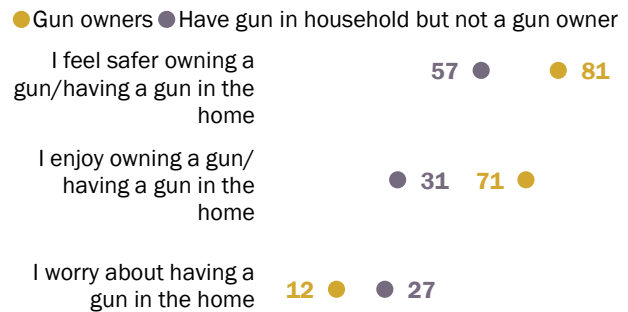 Gun owners Have gun in household but not a gun owner
I feel safer owning a
gun/having a gun in the
home
57 81
I enjoy owning a gun/
having a gun in the
home
31 71
I worry about having a
gun in the home
12 27